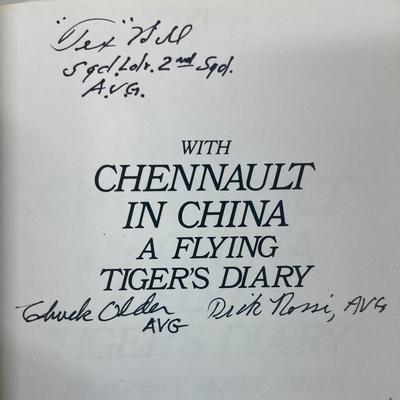 "Tex" Hill
Sqd. Ldr. 2nd Sqd.
A.V.G.
WITH
CHENNAULT
IN CHINA
A FLYING
TIGER'S DIARY
Chuck Older
AVG
Dick Rossi, AVG